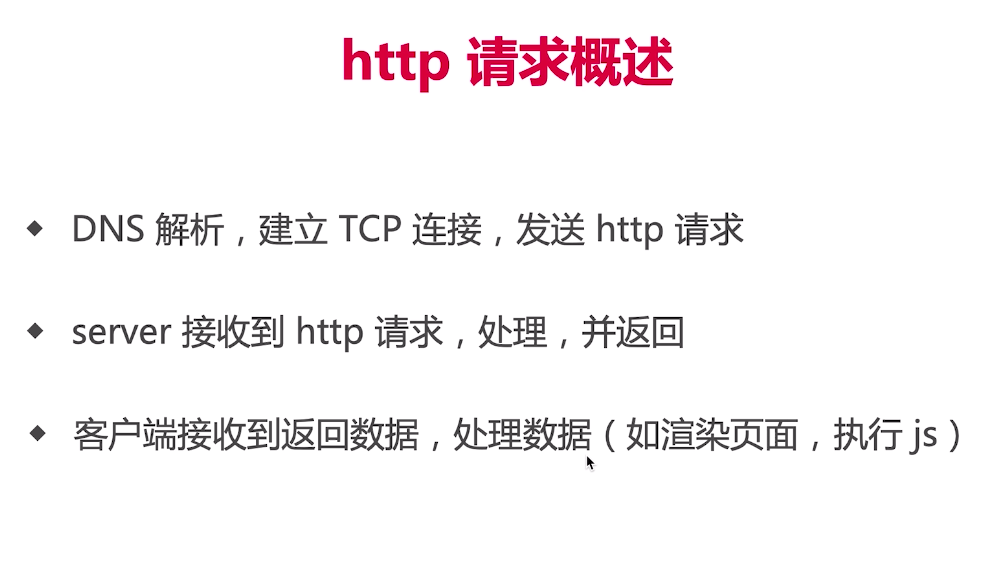 http 请求概述
DNS 解析，建立 TCP 连接，发送 http 请求
server 接收到 http 请求，处理，并返回
客户端接收到返回数据，处理数据（如渲染页面，执行 js）